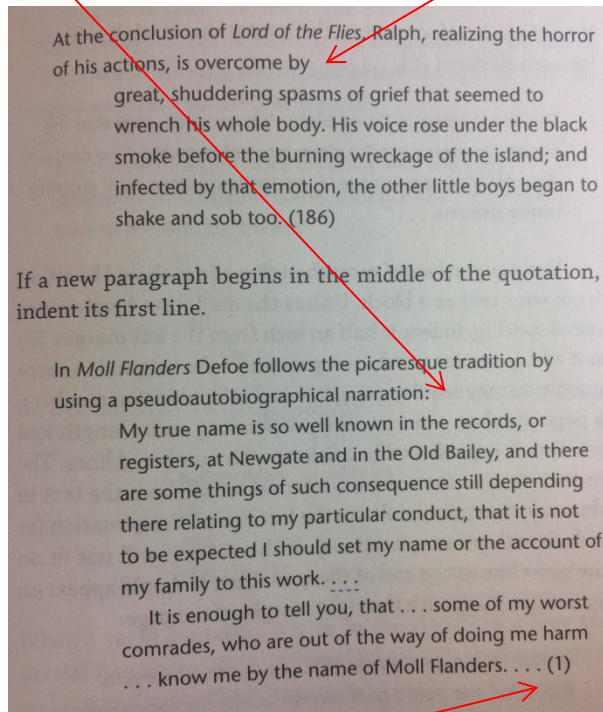 At the conclusion of Lord of the Flies, Ralph, realizing the horror
of his actions, is overcome by
great, shuddering spasms of grief that seemed to
wrench his whole body. His voice rose under the black
smoke before the burning wreckage of the island; and
infected by that emotion, the other little boys began to
shake and sob too. (186)
If a new paragraph begins in the middle of the quotation,
indent its first line.
In Moll Flanders Defoe follows the picaresque tradition by
using a pseudoautobiographical narration:
My true name is so well known in the records, or
registers, at Newgate and in the Old Bailey, and there
are some things of such consequence still depending
there relating to my particular conduct, that it is not
to be expected I should set my name or the account of
my family to this work. . . .
It is enough to tell you, that . . . some of my worst
comrades, who are out of the way of doing me harm
. . . know me by the name of Moll Flanders. . . . (1)